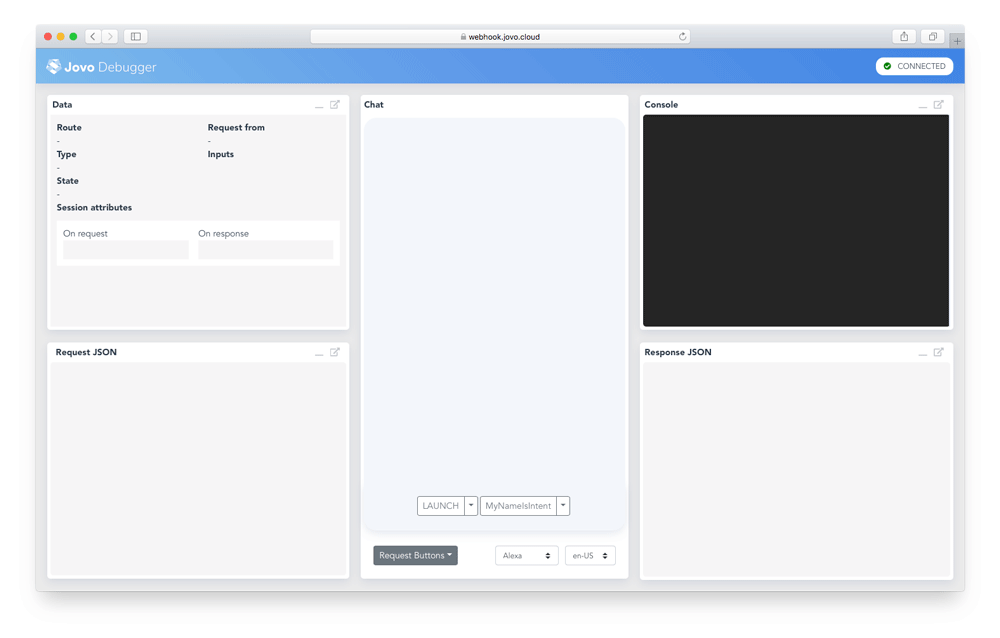 webhook.jovo.cloud
Jovo Debugger
CONNECTED
Data
Route
-
Type
-
State
-
Request from
-
Inputs
Session attributes
On request
On response
Request JSON
Chat
LAUNCH
MyNameIsIntent
Request Buttons
Alexa
en-US
Console
Response JSON